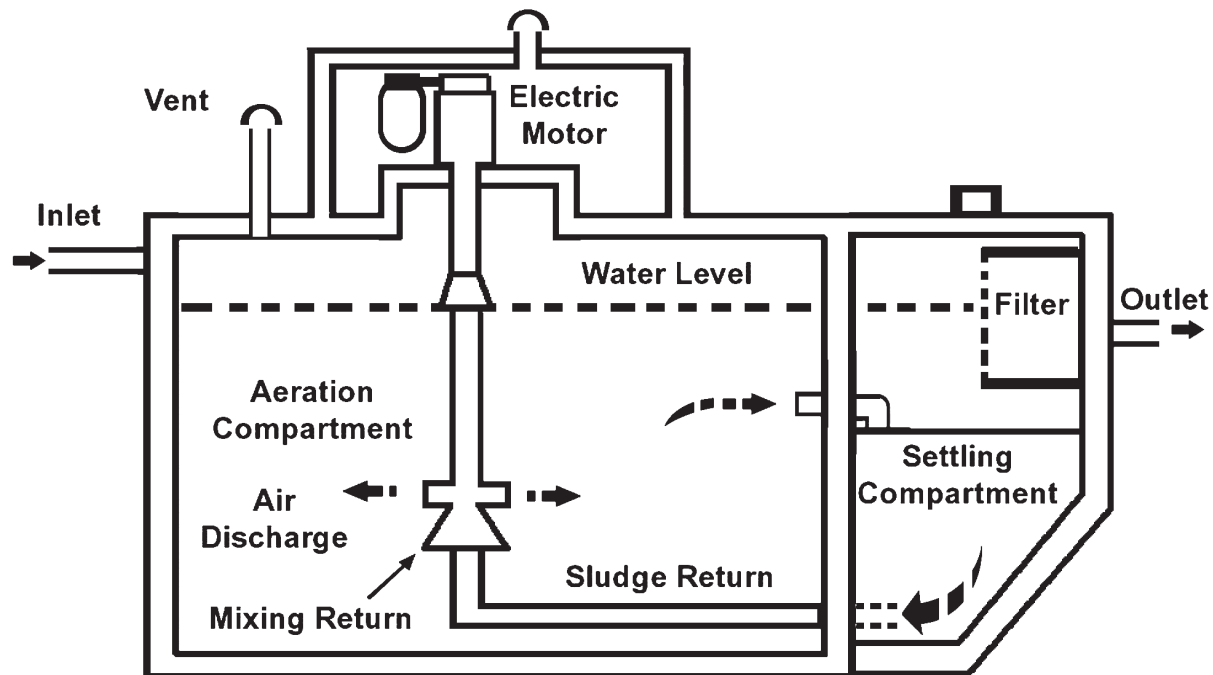 Vent
Electric
Motor
Inlet
Water Level
Filter
Outlet
Aeration
Compartment
Settling
Compartment
Air
Discharge
Sludge Return
Mixing Return